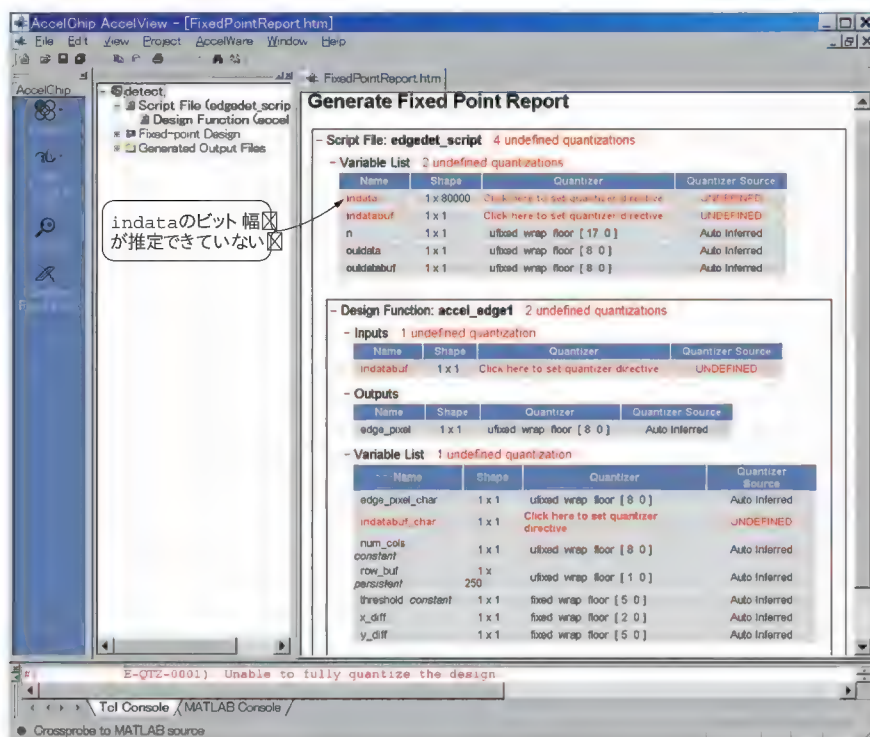 AccelChip AccelView - [FixedPointReport.htm]
File Edit View Project AccelWare Window Help
AccelChip
detect,
Script File (edgedet_scrip
Design Function (accel
Fixed-point Design
Generated Output Files
indataのビット幅
が推定できていない
FixedPointReport.htm
Generate Fixed Point Report
- Script File: edgedet_script 4 undefined quantizations
- Variable List 2 undefined quantizations
Name Shape Quantizer Quantizer Source
indata 1 x 80000 Click here to set quantizer directive UNDEFINED
indatabuf 1 x 1 Click here to set quantizer directive UNDEFINED
n 1 x 1 ufixed wrap floor [ 17 0 ] Auto Inferred
outdata 1 x 1 ufixed wrap floor [ 8 0 ] Auto Inferred
outdatabuf 1 x 1 ufixed wrap floor [ 8 0 ] Auto Inferred
- Design Function: accel_edge1 2 undefined quantizations
- Inputs 1 undefined quantization
Name Shape Quantizer Quantizer Source
indatabuf 1 x 1 Click here to set quantizer directive UNDEFINED
- Outputs
Name Shape Quantizer Quantizer Source
edge_pixel 1 x 1 ufixed wrap floor [ 8 0 ] Auto Inferred
- Variable List 1 undefined quantization
Name Shape Quantizer Quantizer Source
edge_pixel_char 1 x 1 ufixed wrap floor [ 8 0 ] Auto Inferred
indatabuf_char 1 x 1 Click here to set quantizer directive UNDEFINED
num_cols constant 1 x 1 ufixed wrap floor [ 8 0 ] Auto Inferred
row_buf persistent 1 x 250 ufixed wrap floor [ 1 0 ] Auto Inferred
threshold constant 1 x 1 fixed wrap floor [ 5 0 ] Auto Inferred
x_diff 1 x 1 fixed wrap floor [ 2 0 ] Auto Inferred
y_diff 1 x 1 fixed wrap floor [ 5 0 ] Auto Inferred
#: E-QTZ-0001) Unable to fully quantize the design
Tcl Console / MATLAB Console /
Crossprobe to MATLAB source